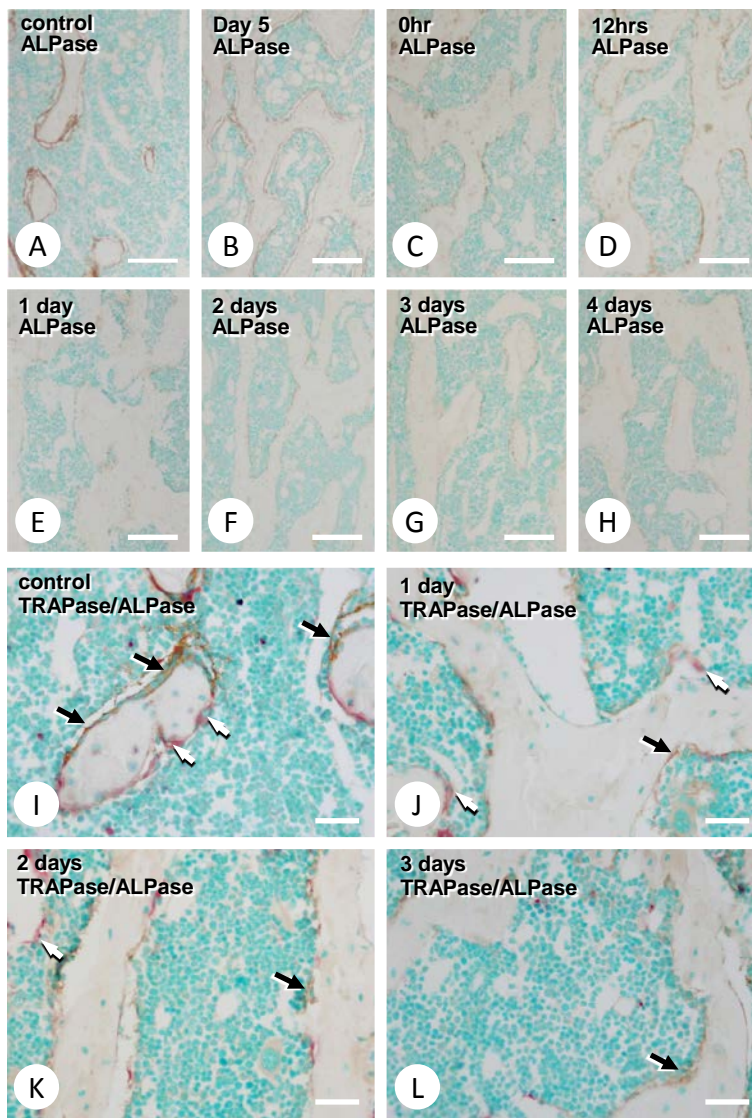 control
ALPase
A
Day 5
ALPase
B
0hr
ALPase
C
12hrs
ALPase
D
1 day
ALPase
E
2 days
ALPase
F
3 days
ALPase
G
4 days
ALPase
H
control
TRAPase/ALPase
I
1 day
TRAPase/ALPase
J
2 days
TRAPase/ALPase
K
3 days
TRAPase/ALPase
L